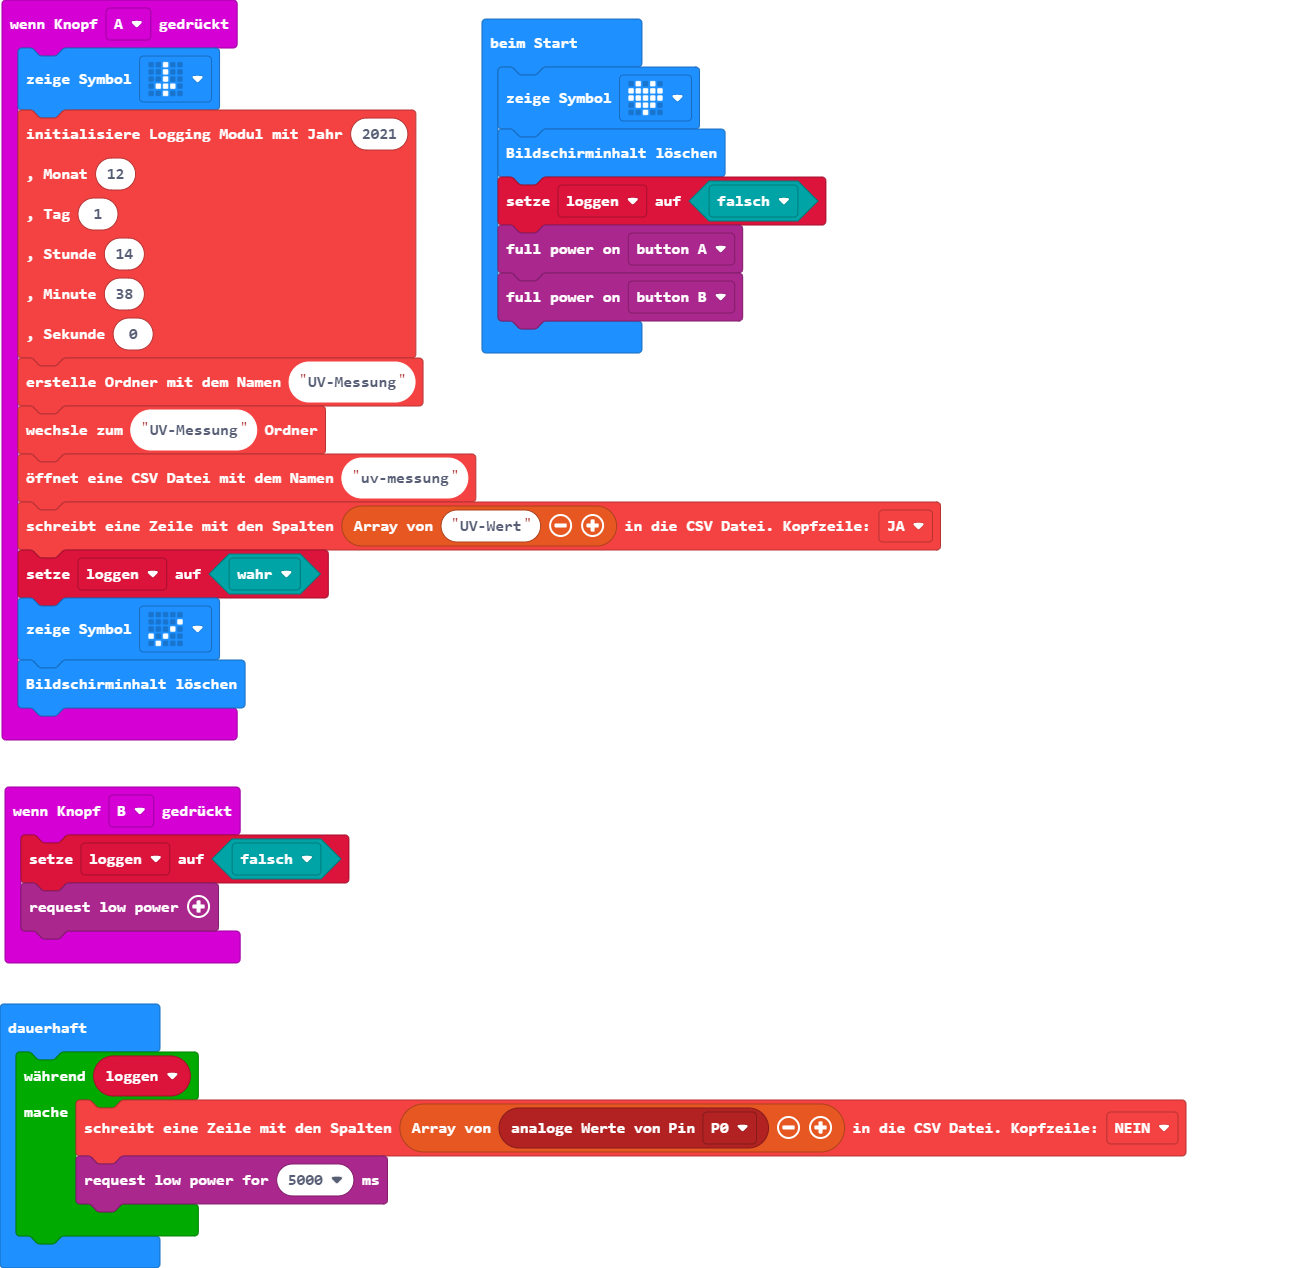 wenn Knopf A gedrückt
zeige Symbol
initialisiere Logging Modul mit Jahr 2021
, Monat 12
, Tag 1
, Stunde 14
, Minute 38
, Sekunde 0
erstelle Ordner mit dem Namen "UV-Messung"
wechsle zum "UV-Messung" Ordner
öffnet eine CSV Datei mit dem Namen "uv-messung"
schreibt eine Zeile mit den Spalten Array von "UV-Wert" in die CSV Datei. Kopfzeile: JA
setze loggen auf wahr
zeige Symbol
Bildschirminhalt löschen
beim Start
zeige Symbol
Bildschirminhalt löschen
setze loggen auf falsch
full power on button A
full power on button B
wenn Knopf B gedrückt
setze loggen auf falsch
request low power
dauerhaft
während loggen
mache
schreibt eine Zeile mit den Spalten Array von analoge Werte von Pin P0 in die CSV Datei. Kopfzeile: NEIN
request low power for 5000 ms